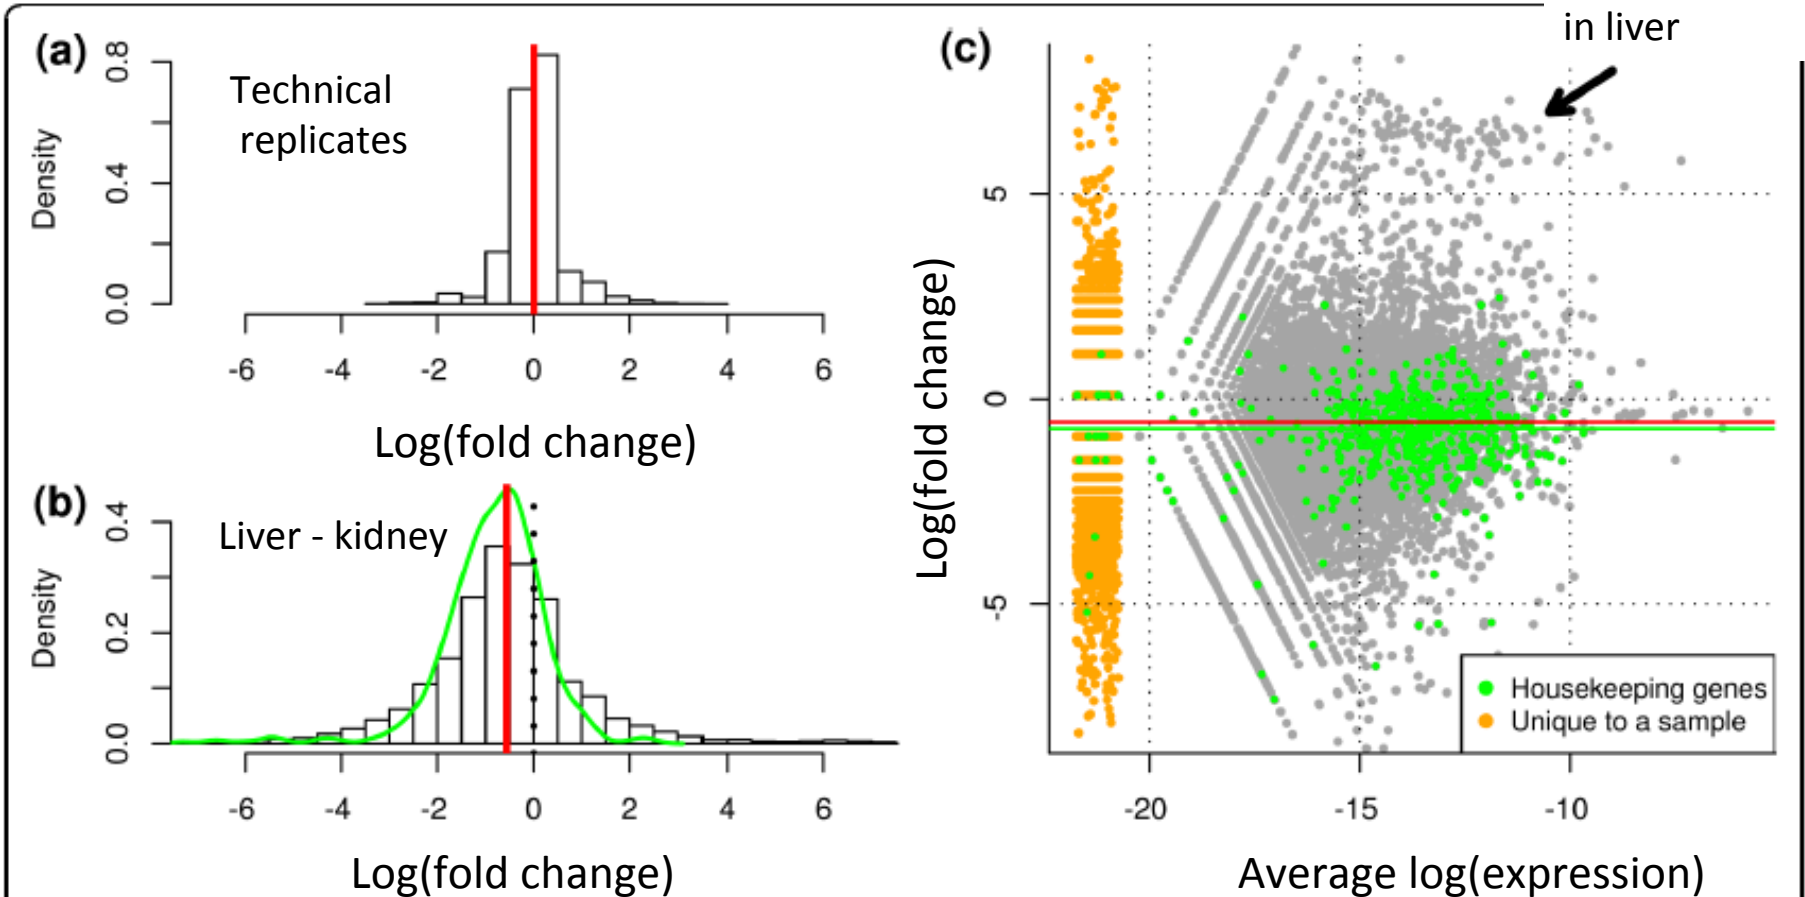 (a)
Technical
replicates
Density
0.0 0.4 0.8
-6 -4 -2 0 2 4 6
Log(fold change)
(b)
Liver - kidney
Density
0.0 0.2 0.4
-6 -4 -2 0 2 4 6
Log(fold change)
(c)
in liver
Log(fold change)
-5 0 5
Housekeeping genes
Unique to a sample
-20 -15 -10
Average log(expression)